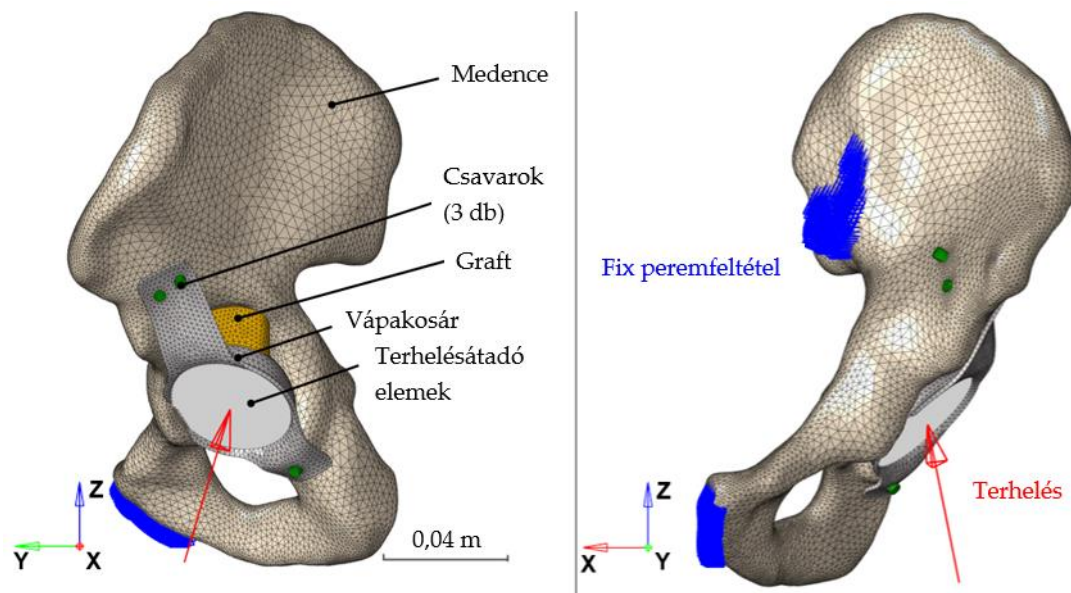 Medence
Csavarok
(3 db)
Graft
Vápakosár
Terhelésátadó
elemek
Z
Y
X
0,04 m
Fix peremfeltétel
Terhelés
Z
X
Y